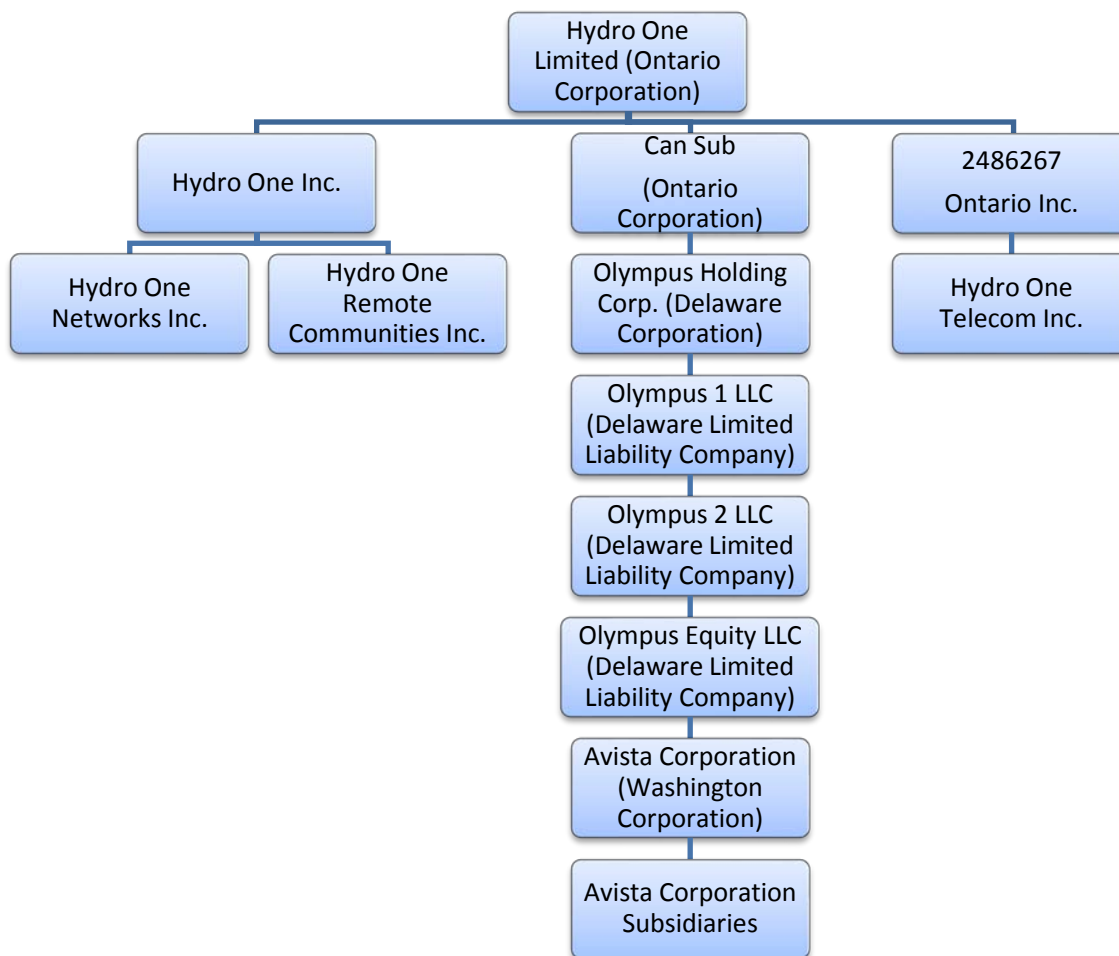 Hydro One
Limited (Ontario
Corporation)
Hydro One Inc.
Can Sub
(Ontario
Corporation)
2486267
Ontario Inc.
Hydro One
Networks Inc.
Hydro One
Remote
Communities Inc.
Olympus Holding
Corp. (Delaware
Corporation)
Hydro One
Telecom Inc.
Olympus 1 LLC
(Delaware Limited
Liability Company)
Olympus 2 LLC
(Delaware Limited
Liability Company)
Olympus Equity LLC
(Delaware Limited
Liability Company)
Avista Corporation
(Washington
Corporation)
Avista Corporation
Subsidiaries